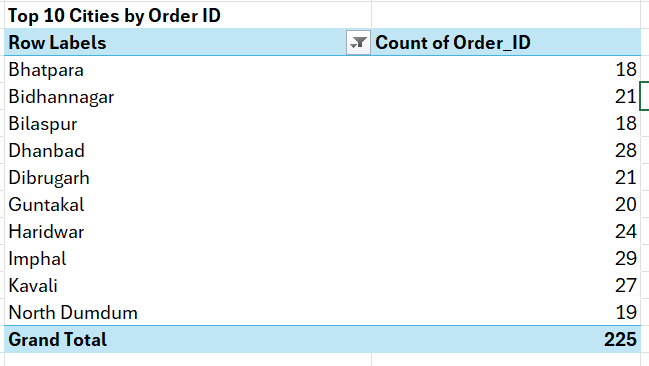 Top 10 Cities by Order ID
Row Labels Count of Order_ID
Bhatpara 18
Bidhannagar 21
Bilaspur 18
Dhanbad 28
Dibrugarh 21
Guntakal 20
Haridwar 24
Imphal 29
Kavali 27
North Dumdum 19
Grand Total 225